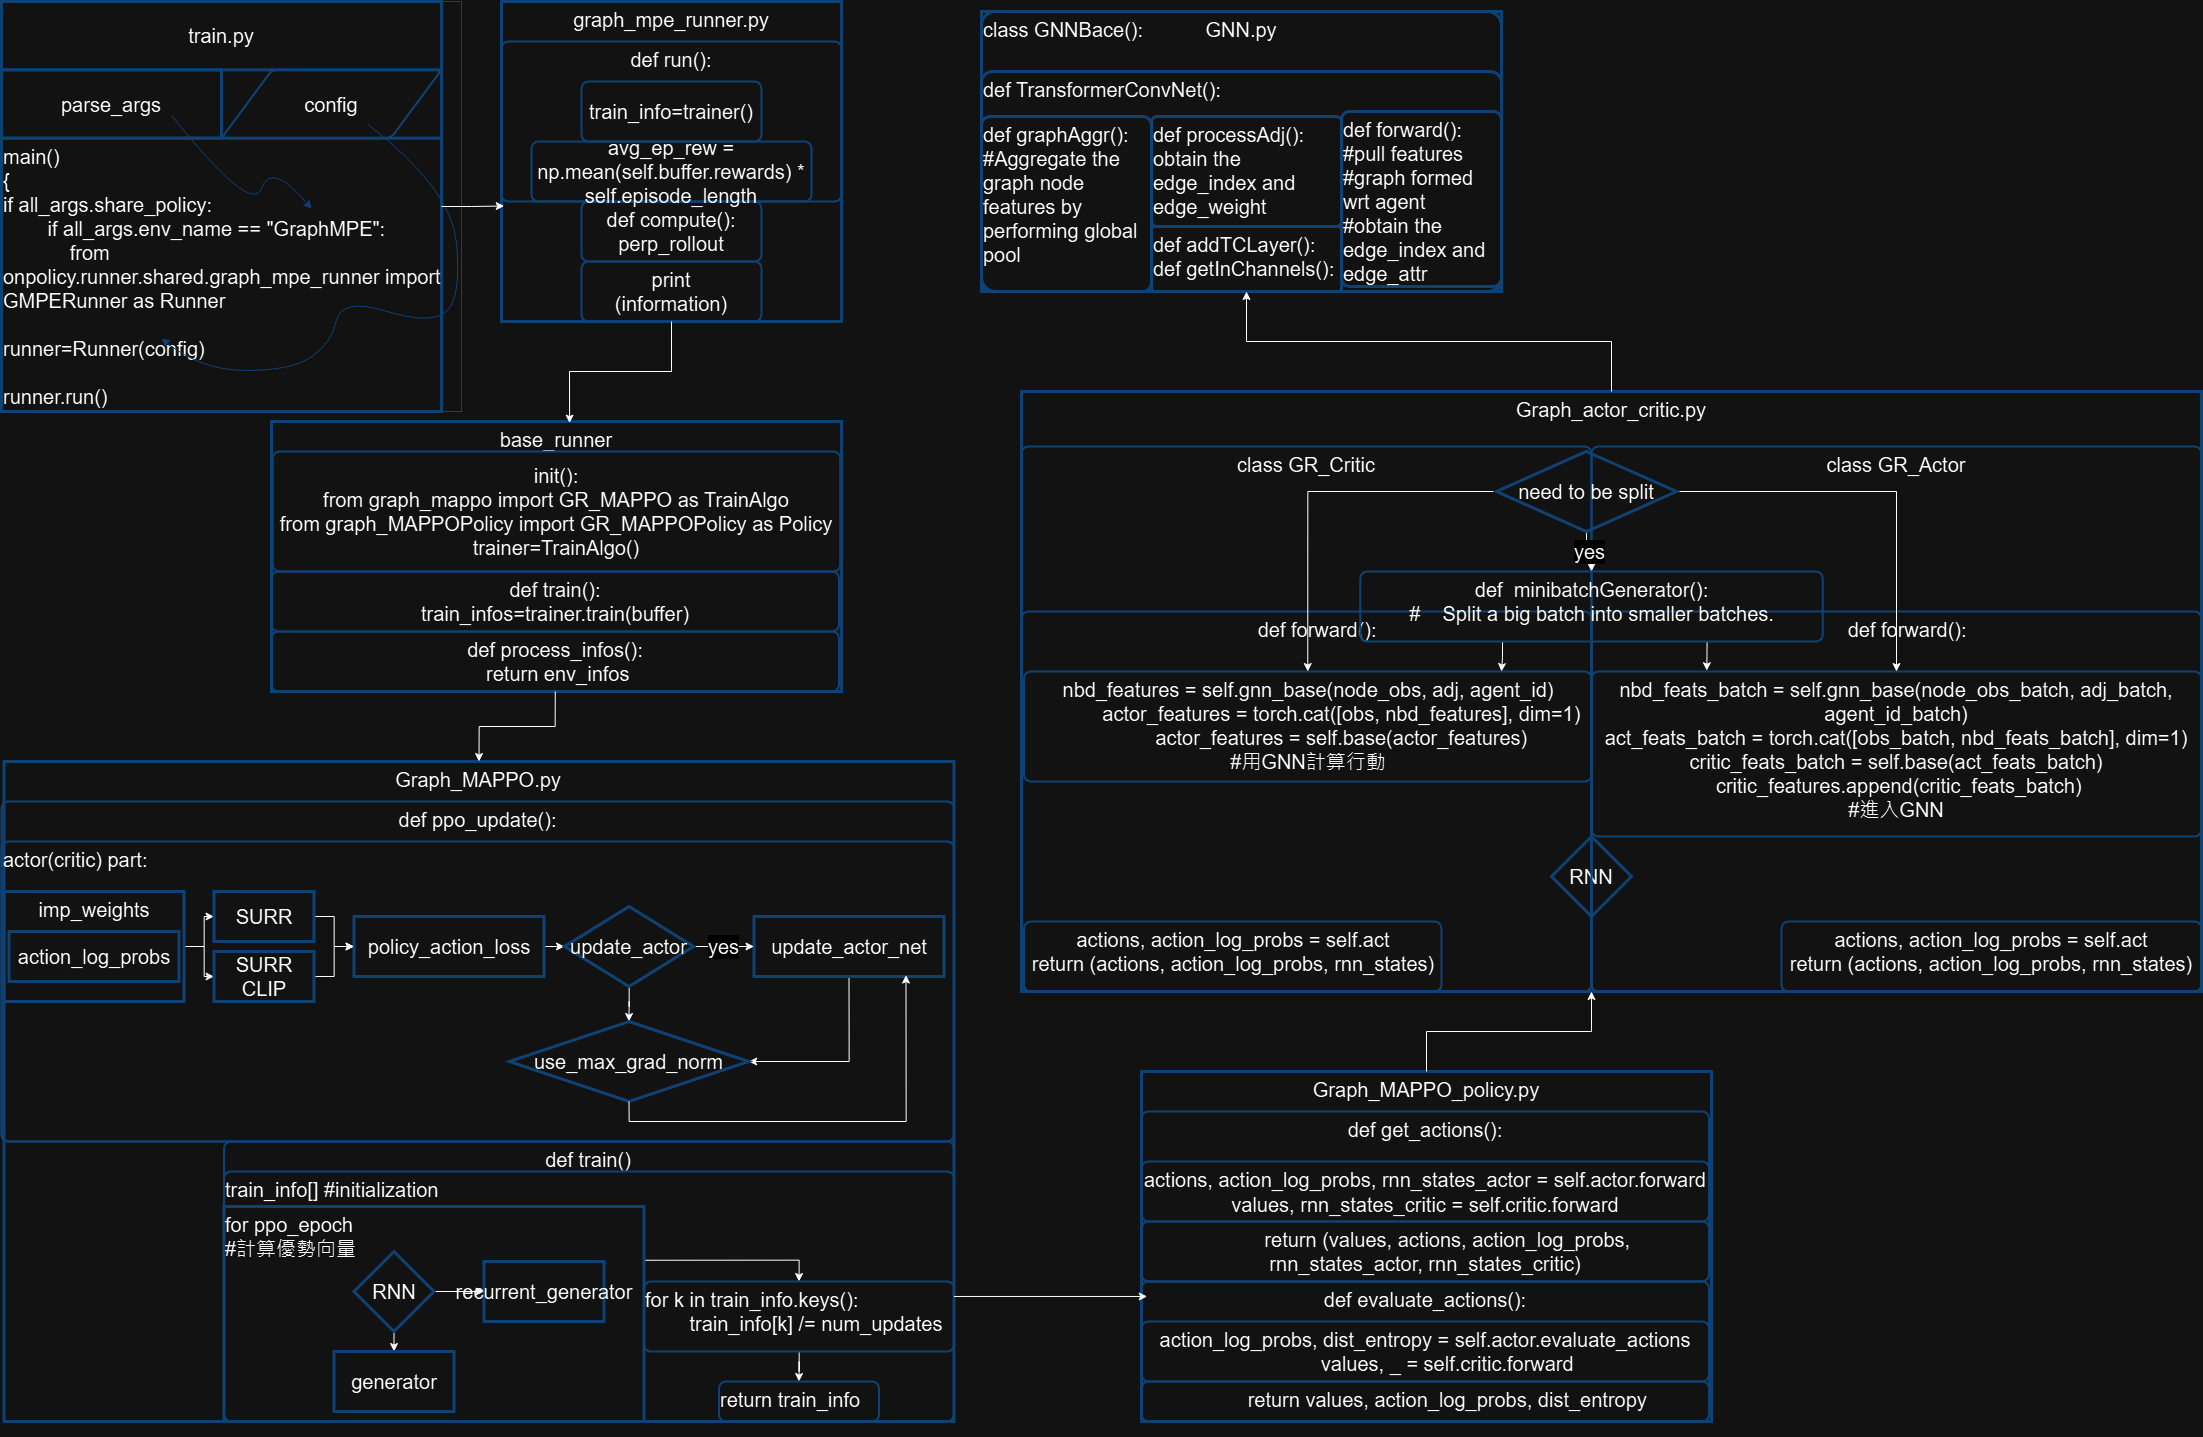 train.py
parse_args
config
main()
{
if all_args.share_policy:
if all_args.env_name == "GraphMPE":
from
onpolicy.runner.shared.graph_mpe_runner import
GMPERunner as Runner
runner=Runner(config)
runner.run()
graph_mpe_runner.py
def run():
train_info=trainer()
avg_ep_rew =
np.mean(self.buffer.rewards) *
self.episode_length
def compute():
perp_rollout
print
(information)
base_runner
init():
from graph_mappo import GR_MAPPO as TrainAlgo
from graph_MAPPOPolicy import GR_MAPPOPolicy as Policy
trainer=TrainAlgo()
def train():
train_infos=trainer.train(buffer)
def process_infos():
return env_infos
Graph_MAPPO.py
def ppo_update():
actor(critic) part:
imp_weights
action_log_probs
SURR
SURR
CLIP
policy_action_loss
update_actor
yes
update_actor_net
use_max_grad_norm
def train()
train_info[] #initialization
for ppo_epoch
#計算優勢向量
RNN
recurrent_generator
generator
for k in train_info.keys():
train_info[k] /= num_updates
return train_info
class GNNBace():
GNN.py
def TransformerConvNet():
def graphAggr():
#Aggregate the
graph node
features by
performing global
pool
def processAdj():
obtain the
edge_index and
edge_weight
def addTCLayer():
def getInChannels():
def forward():
#pull features
#graph formed
wrt agent
#obtain the
edge_index and
edge_attr
Graph_actor_critic.py
class GR_Critic
need to be split
class GR_Actor
yes
def  minibatchGenerator():
#    Split a big batch into smaller batches.
def forward():
def forward():
nbd_features = self.gnn_base(node_obs, adj, agent_id)
actor_features = torch.cat([obs, nbd_features], dim=1)
actor_features = self.base(actor_features)
#用GNN計算行動
nbd_feats_batch = self.gnn_base(node_obs_batch, adj_batch,
agent_id_batch)
act_feats_batch = torch.cat([obs_batch, nbd_feats_batch], dim=1)
critic_feats_batch = self.base(act_feats_batch)
critic_features.append(critic_feats_batch)
#進入GNN
RNN
actions, action_log_probs = self.act
return (actions, action_log_probs, rnn_states)
actions, action_log_probs = self.act
return (actions, action_log_probs, rnn_states)
Graph_MAPPO_policy.py
def get_actions():
actions, action_log_probs, rnn_states_actor = self.actor.forward
values, rnn_states_critic = self.critic.forward
return (values, actions, action_log_probs,
rnn_states_actor, rnn_states_critic)
def evaluate_actions():
action_log_probs, dist_entropy = self.actor.evaluate_actions
values, _ = self.critic.forward
return values, action_log_probs, dist_entropy